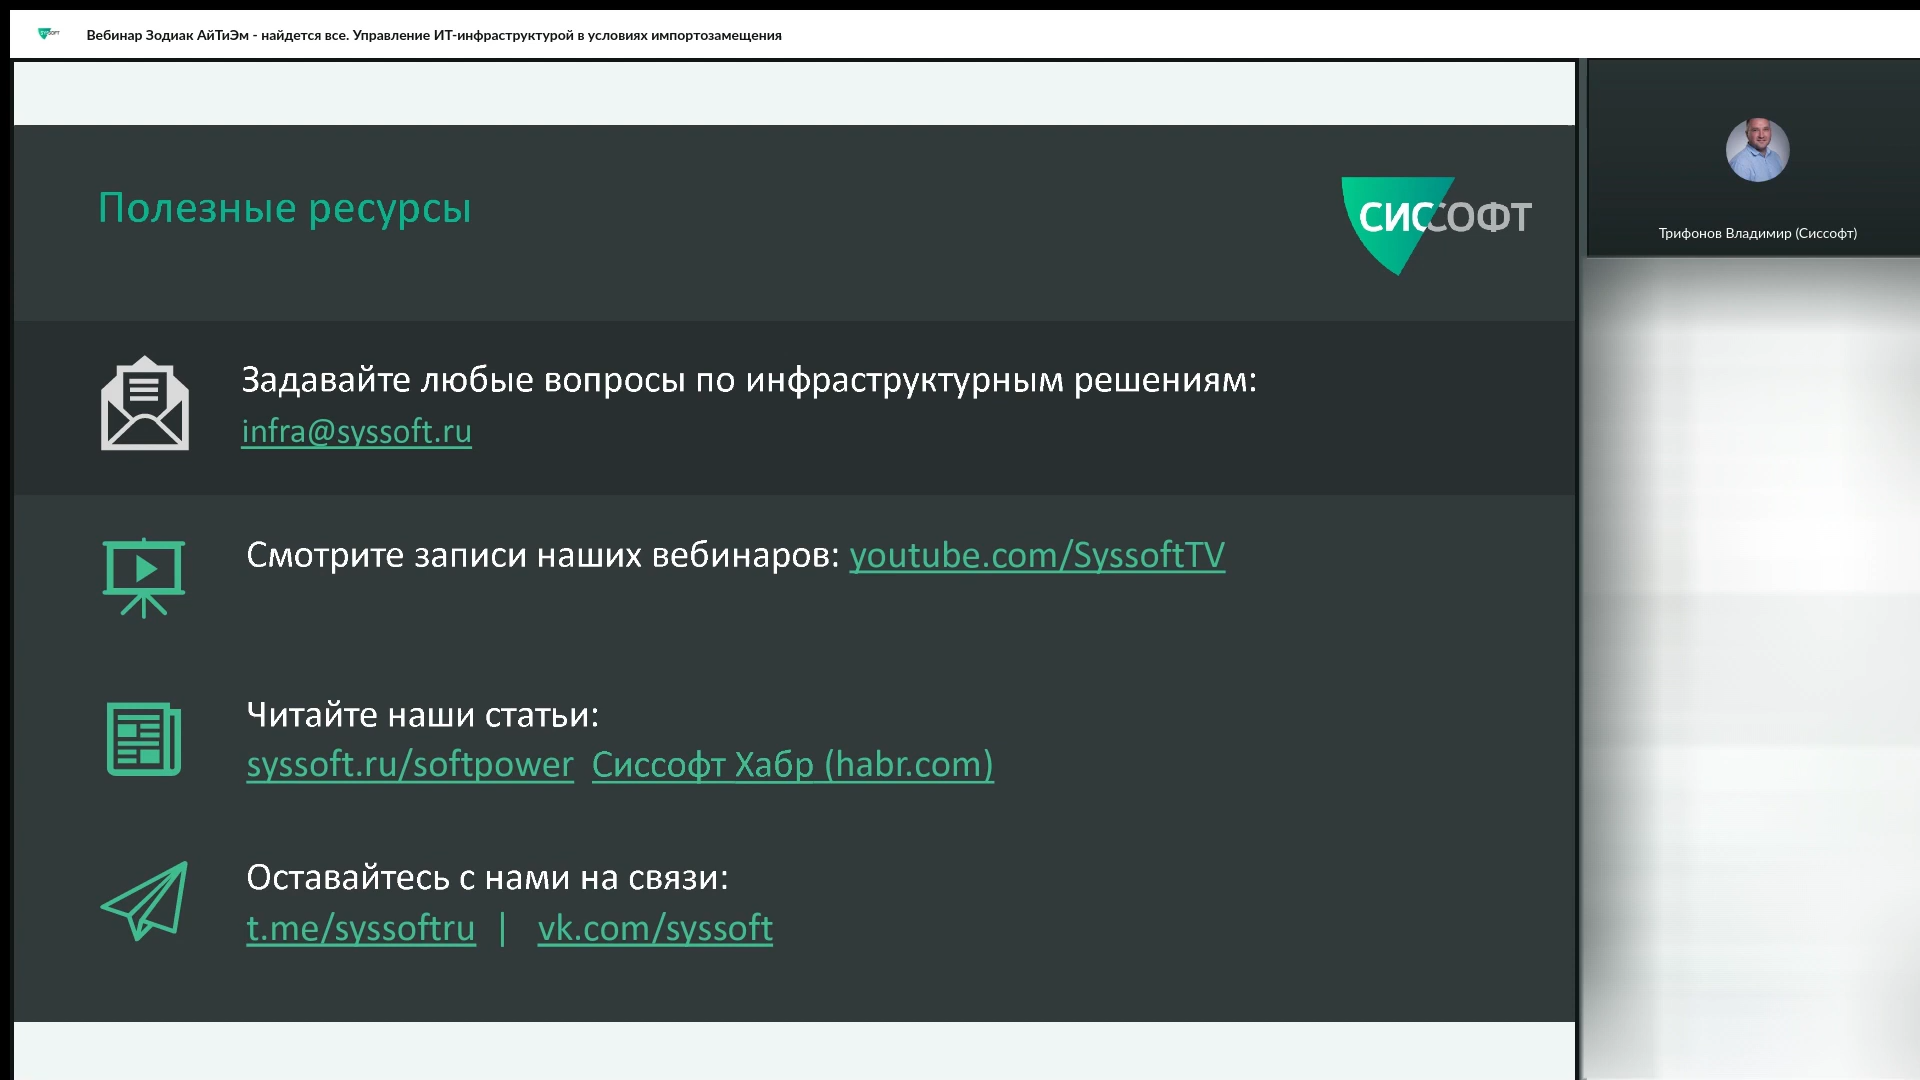 Вебинар Зодиак АйТиЭм - найдется все. Управление ИТ-инфраструктурой в условиях импортозамещения
Полезные ресурсы
СИССОФТ
Трифонов Владимир (Сиссофт)
Задавайте любые вопросы по инфраструктурным решениям:
infra@syssoft.ru
Смотрите записи наших вебинаров: youtube.com/SyssoftTV
Читайте наши статьи:
syssoft.ru/softpower Сиссофт Хабр (habr.com)
Оставайтесь с нами на связи:
t.me/syssoftru | vk.com/syssoft